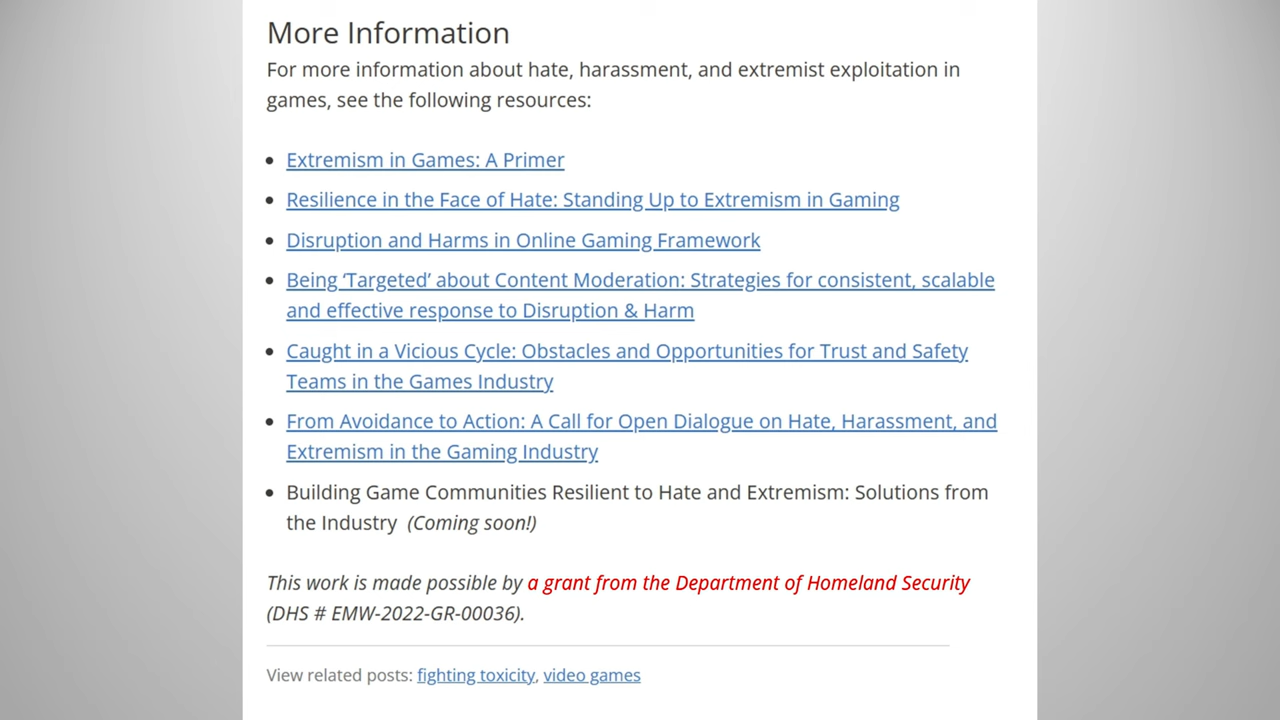 More Information
For more information about hate, harassment, and extremist exploitation in
games, see the following resources:
• Extremism in Games: A Primer
• Resilience in the Face of Hate: Standing Up to Extremism in Gaming
• Disruption and Harms in Online Gaming Framework
• Being ‘Targeted’ about Content Moderation: Strategies for consistent, scalable
and effective response to Disruption & Harm
• Caught in a Vicious Cycle: Obstacles and Opportunities for Trust and Safety
Teams in the Games Industry
• From Avoidance to Action: A Call for Open Dialogue on Hate, Harassment, and
Extremism in the Gaming Industry
• Building Game Communities Resilient to Hate and Extremism: Solutions from
the Industry (Coming soon!)
This work is made possible by a grant from the Department of Homeland Security
(DHS # EMW-2022-GR-00036).
View related posts: fighting toxicity, video games